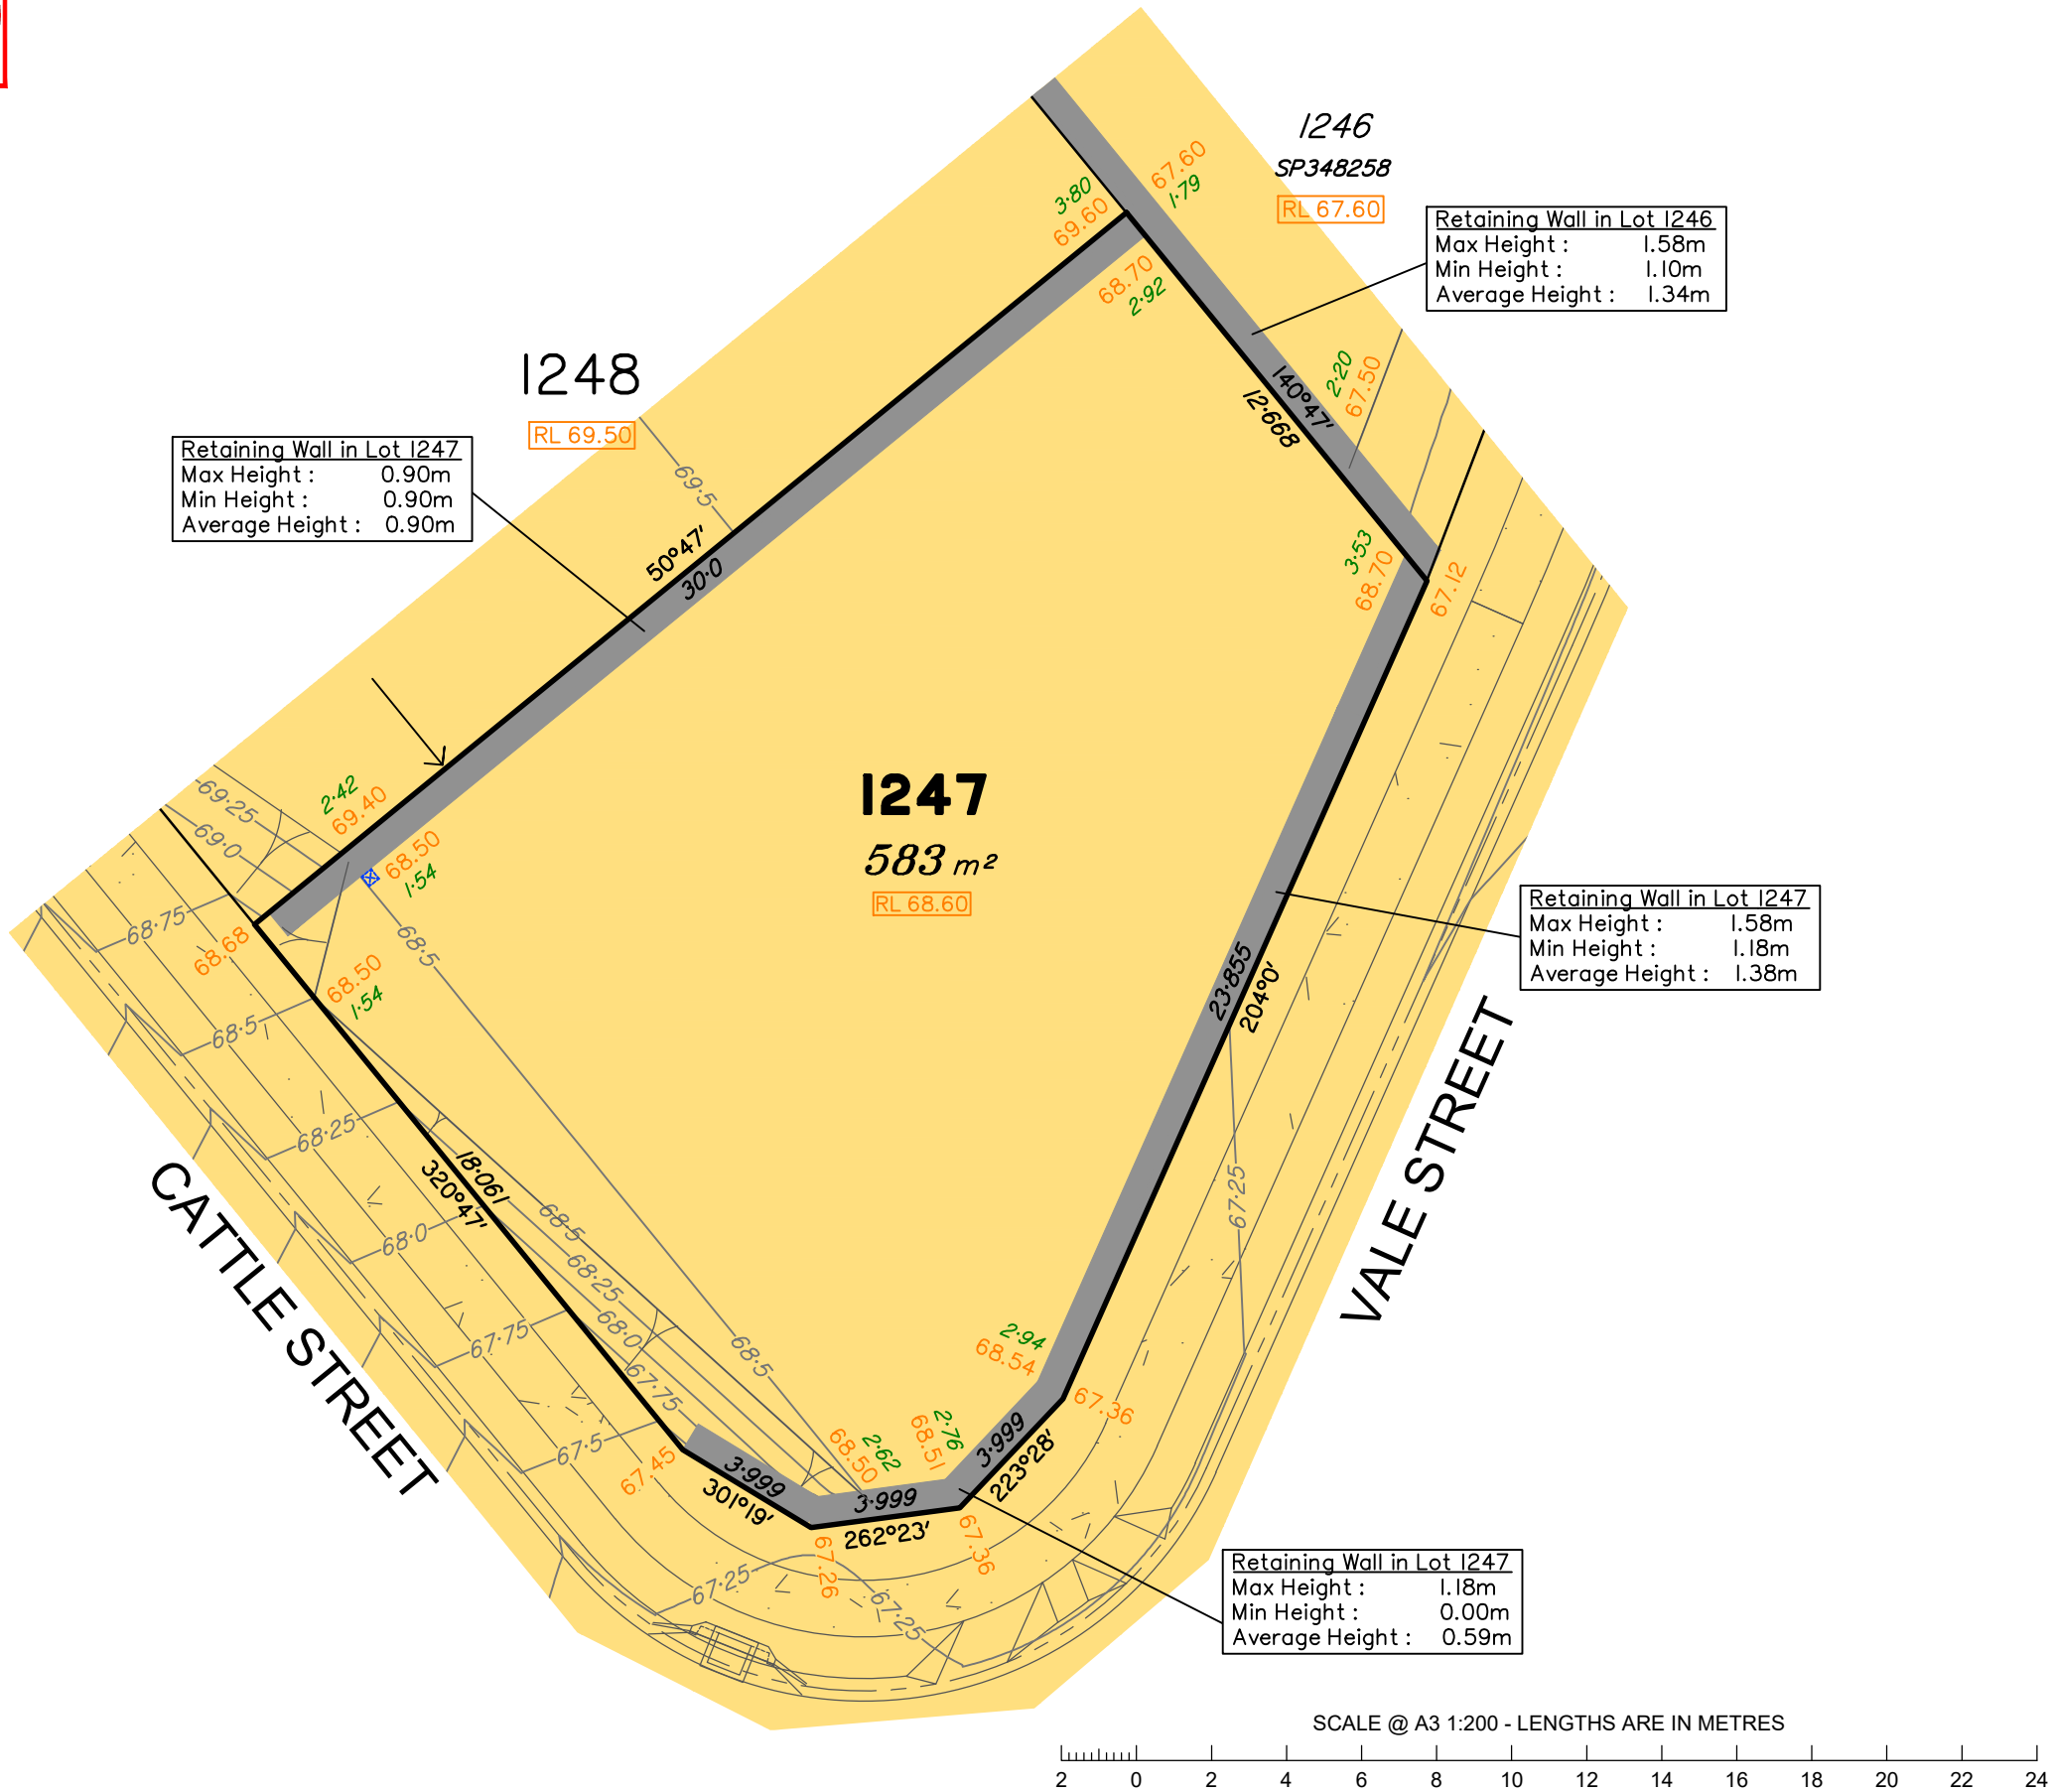 1246
SP348258
RL 67.60
67.60
1·79
3·80
69.60
68.70
2·92
Retaining Wall in Lot 1246
Max Height : 1.58m
Min Height : 1.10m
Average Height : 1.34m
1248
RL 69.50
69·5
2·20
67.50
140°47'
12·668
Retaining Wall in Lot 1247
Max Height : 0.90m
Min Height : 0.90m
Average Height : 0.90m
50°47'
30·0
3·53
68.70
67.12
69·25
69·0
2·42
69.40
68.50
1·54
1247
583 m²
RL 68.60
68·75
68.68
68·5
68.50
1·54
68·5
Retaining Wall in Lot 1247
Max Height : 1.58m
Min Height : 1.18m
Average Height : 1.38m
23·855
204°0'
VALE STREET
68·25
18·061
320°47'
CATTLE STREET
67·25
68·0
68·5
68·25
68·0
67·75
67·75
68·5
2·94
68.54
67.36
67·5
67.45
3·999
301°19'
68.50
2·62
68.51
2·76
3·999
223°28'
3·999
262°23'
67.26
67.36
67·25
67·25
Retaining Wall in Lot 1247
Max Height : 1.18m
Min Height : 0.00m
Average Height : 0.59m
SCALE @ A3 1:200 - LENGTHS ARE IN METRES
2 0 2 4 6 8 10 12 14 16 18 20 22 24